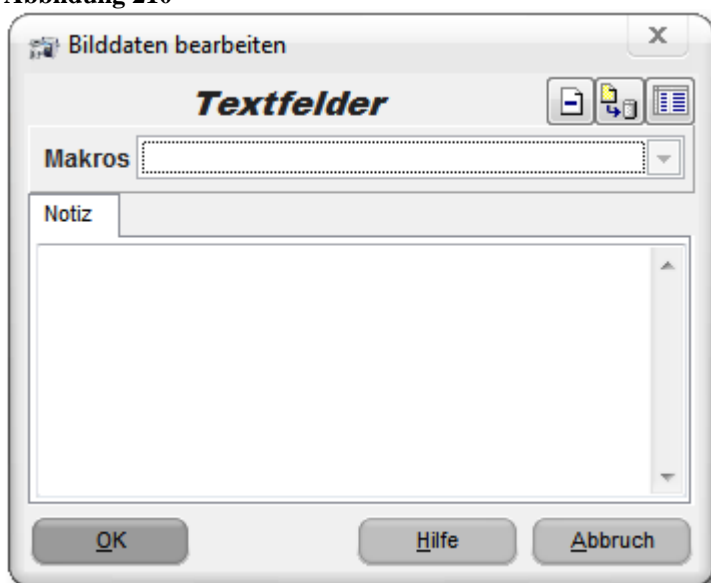 Abbildung 210
Bilddaten bearbeiten
Textfelder
Makros
Notiz
OK
Hilfe
Abbruch